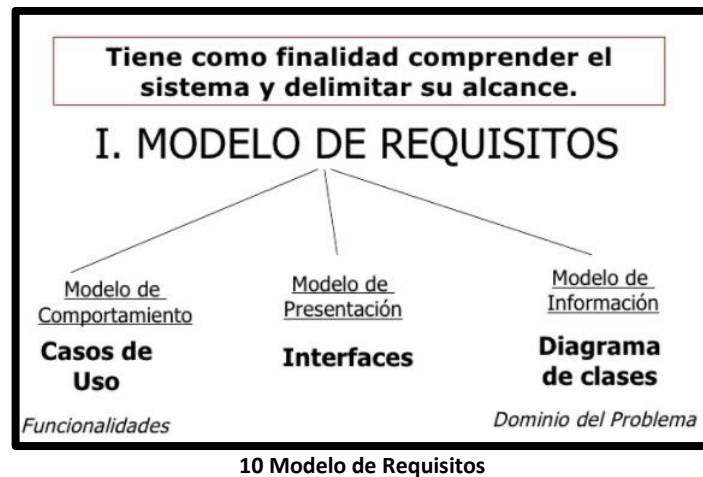 Tiene como finalidad comprender el
sistema y delimitar su alcance.
I. MODELO DE REQUISITOS
Modelo de
Comportamiento
Casos de
Uso
Funcionalidades
Modelo de
Presentación
Interfaces
Modelo de
Información
Diagrama
de clases
Dominio del Problema
10 Modelo de Requisitos